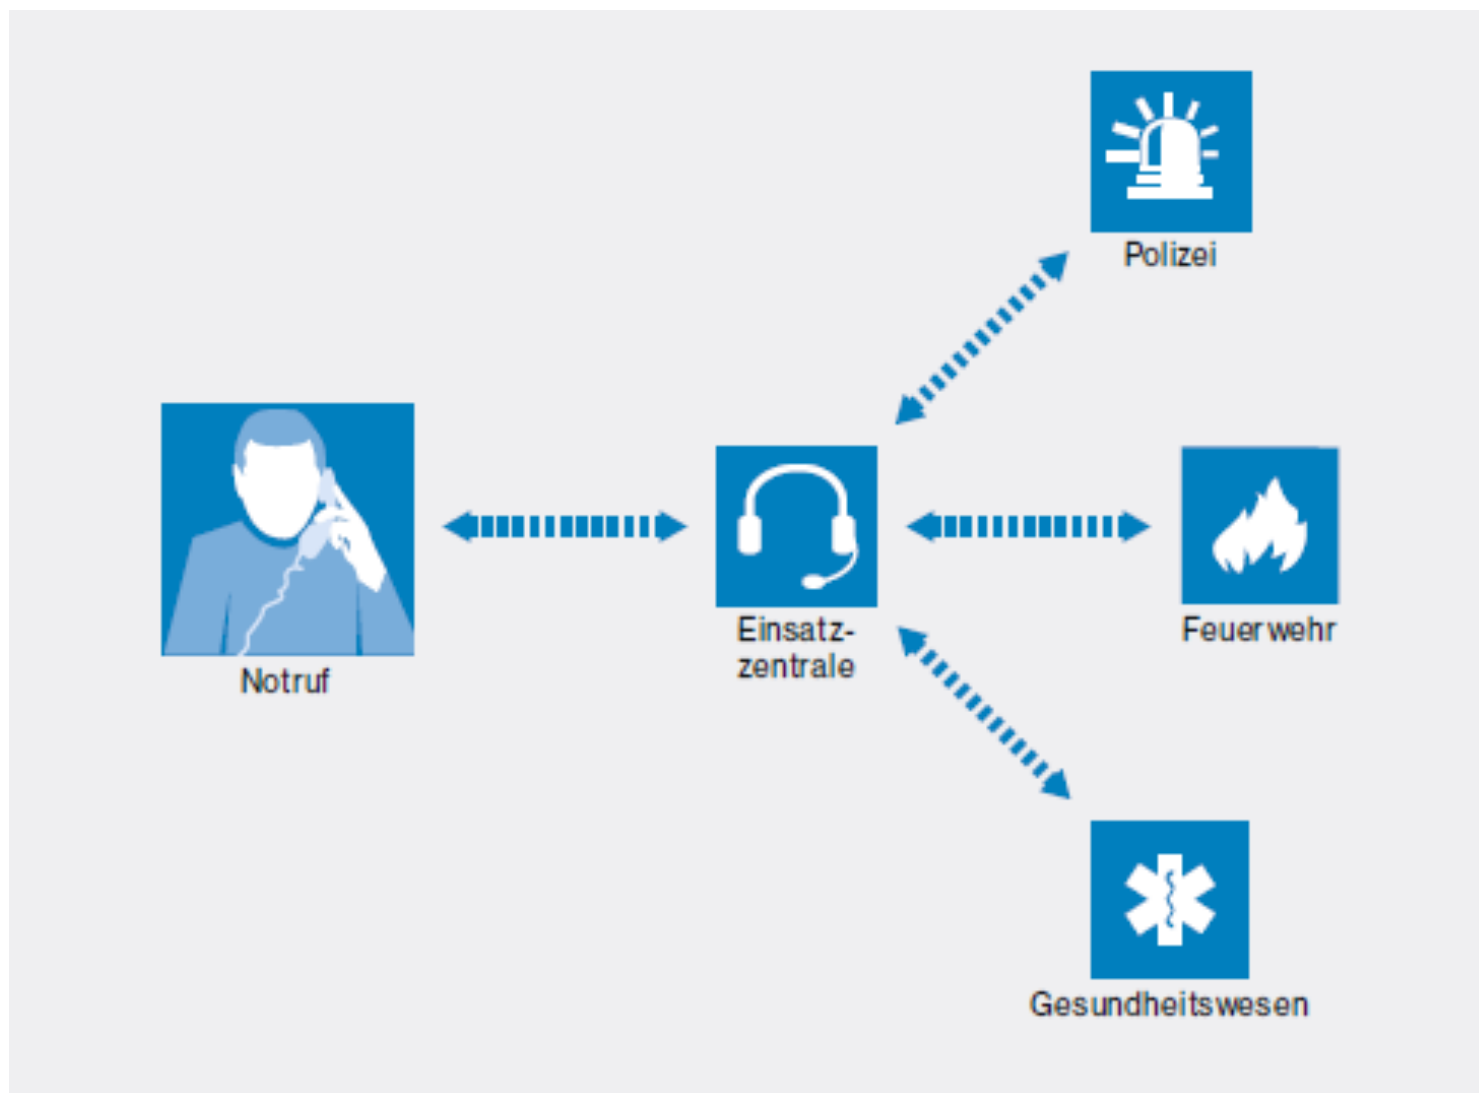 Polizei
Notruf
Einsatz-
zentrale
Feuerwehr
Gesundheitswesen